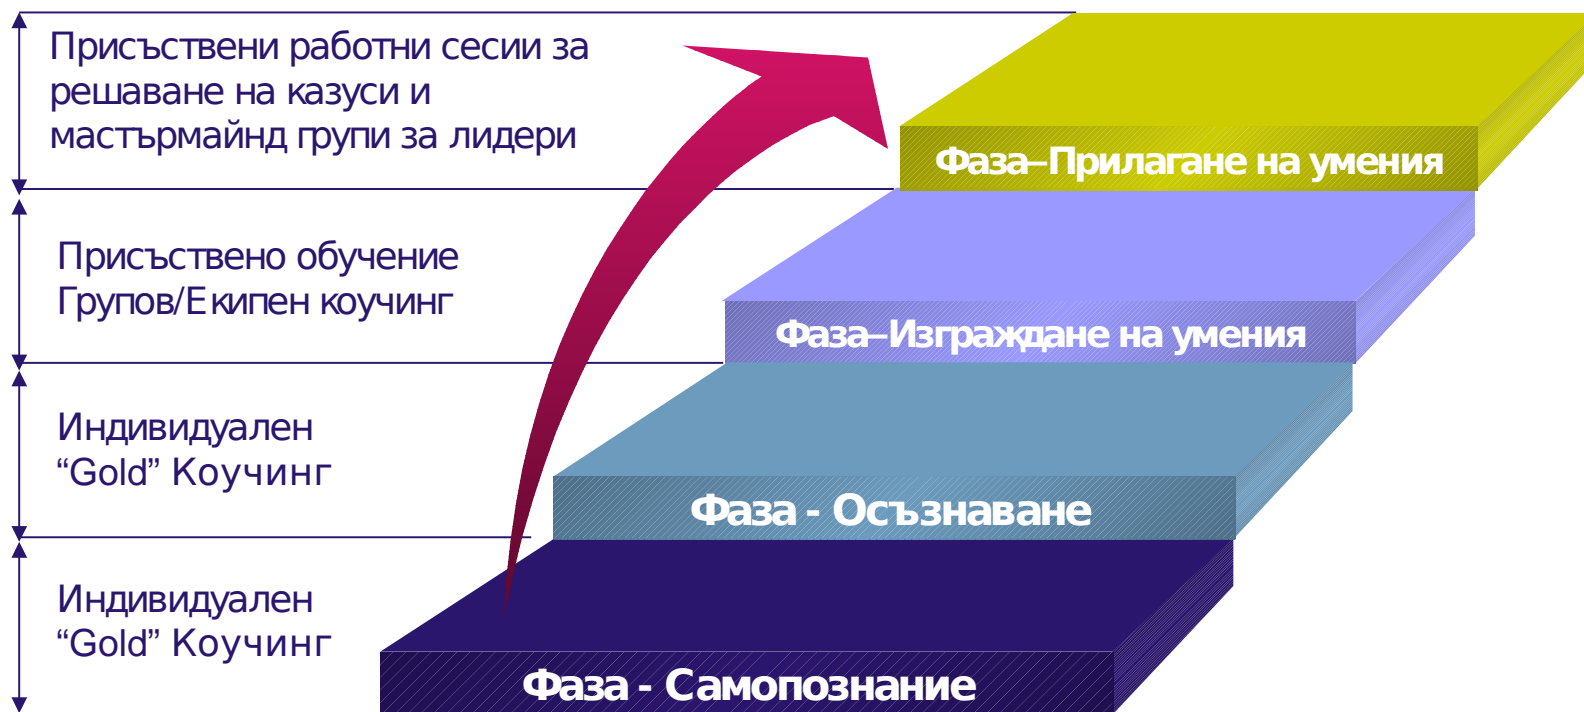 Присъствени работни сесии за
решаване на казуси и
мастърмайнд групи за лидери
Фаза–Прилагане на умения
Присъствено обучение
Групов/Екипен коучинг
Фаза–Изграждане на умения
Индивидуален
“Gold” Коучинг
Фаза - Осъзнаване
Индивидуален
“Gold” Коучинг
Фаза - Самопознание